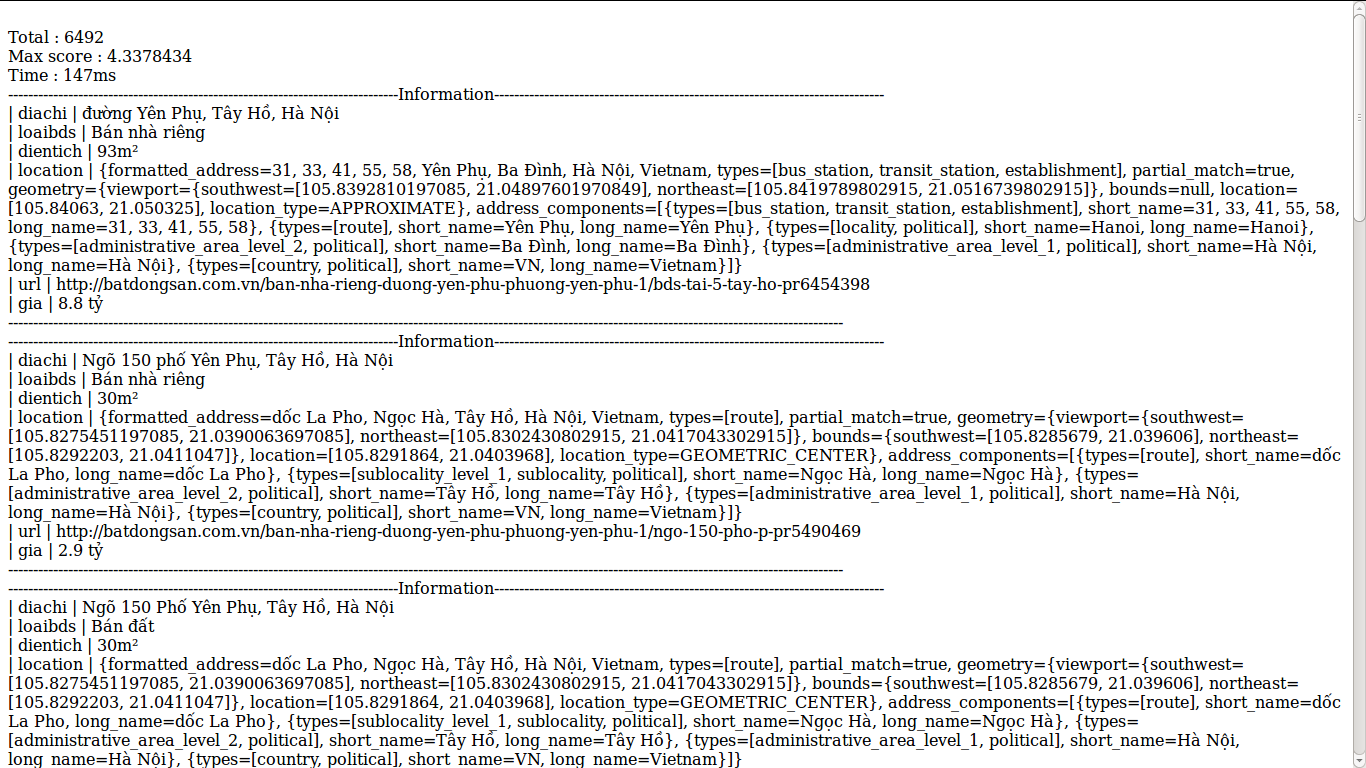 Total : 6492
Max score : 4.3378434
Time : 147ms
------------------------------------------------------------------------------Information------------------------------------------------------------------------------
| diachi | đường Yên Phụ, Tây Hồ, Hà Nội
| loaibds | Bán nhà riêng
| dientich | 93m²
| location | {formatted_address=31, 33, 41, 55, 58, Yên Phụ, Ba Đình, Hà Nội, Vietnam, types=[bus_station, transit_station, establishment], partial_match=true,
geometry={viewport={southwest=[105.8392810197085, 21.04897601970849], northeast=[105.8419789802915, 21.0516739802915]}, bounds=null, location=
[105.84063, 21.050325], location_type=APPROXIMATE}, address_components=[{types=[bus_station, transit_station, establishment], short_name=31, 33, 41, 55, 58,
long_name=31, 33, 41, 55, 58}, {types=[route], short_name=Yên Phụ, long_name=Yên Phụ}, {types=[locality, political], short_name=Hanoi, long_name=Hanoi},
{types=[administrative_area_level_2, political], short_name=Ba Đình, long_name=Ba Đình}, {types=[administrative_area_level_1, political], short_name=Hà Nội,
long_name=Hà Nội}, {types=[country, political], short_name=VN, long_name=Vietnam}]}
| url | http://batdongsan.com.vn/ban-nha-rieng-duong-yen-phu-phuong-yen-phu-1/bds-tai-5-tay-ho-pr6454398
| gia | 8.8 tỷ
-----------------------------------------------------------------------------------------------------------------------------------------------------------------------
------------------------------------------------------------------------------Information------------------------------------------------------------------------------
| diachi | Ngõ 150 phố Yên Phụ, Tây Hồ, Hà Nội
| loaibds | Bán nhà riêng
| dientich | 30m²
| location | {formatted_address=dốc La Pho, Ngọc Hà, Tây Hồ, Hà Nội, Vietnam, types=[route], partial_match=true, geometry={viewport={southwest=
[105.8275451197085, 21.0390063697085], northeast=[105.8302430802915, 21.0417043302915]}, bounds={southwest=[105.8285679, 21.039606], northeast=
[105.8292203, 21.0411047]}, location=[105.8291864, 21.0403968], location_type=GEOMETRIC_CENTER}, address_components=[{types=[route], short_name=dốc
La Pho, long_name=dốc La Pho}, {types=[sublocality_level_1, sublocality, political], short_name=Ngọc Hà, long_name=Ngọc Hà}, {types=
[administrative_area_level_2, political], short_name=Tây Hồ, long_name=Tây Hồ}, {types=[administrative_area_level_1, political], short_name=Hà Nội,
long_name=Hà Nội}, {types=[country, political], short_name=VN, long_name=Vietnam}]}
| url | http://batdongsan.com.vn/ban-nha-rieng-duong-yen-phu-phuong-yen-phu-1/ngo-150-pho-p-pr5490469
| gia | 2.9 tỷ
-----------------------------------------------------------------------------------------------------------------------------------------------------------------------
------------------------------------------------------------------------------Information------------------------------------------------------------------------------
| diachi | Ngõ 150 Phố Yên Phụ, Tây Hồ, Hà Nội
| loaibds | Bán đất
| dientich | 30m²
| location | {formatted_address=dốc La Pho, Ngọc Hà, Tây Hồ, Hà Nội, Vietnam, types=[route], partial_match=true, geometry={viewport={southwest=
[105.8275451197085, 21.0390063697085], northeast=[105.8302430802915, 21.0417043302915]}, bounds={southwest=[105.8285679, 21.039606], northeast=
[105.8292203, 21.0411047]}, location=[105.8291864, 21.0403968], location_type=GEOMETRIC_CENTER}, address_components=[{types=[route], short_name=dốc
La Pho, long_name=dốc La Pho}, {types=[sublocality_level_1, sublocality, political], short_name=Ngọc Hà, long_name=Ngọc Hà}, {types=
[administrative_area_level_2, political], short_name=Tây Hồ, long_name=Tây Hồ}, {types=[administrative_area_level_1, political], short_name=Hà Nội,
long_name=Hà Nội}, {types=[country, political], short_name=VN, long_name=Vietnam}]}